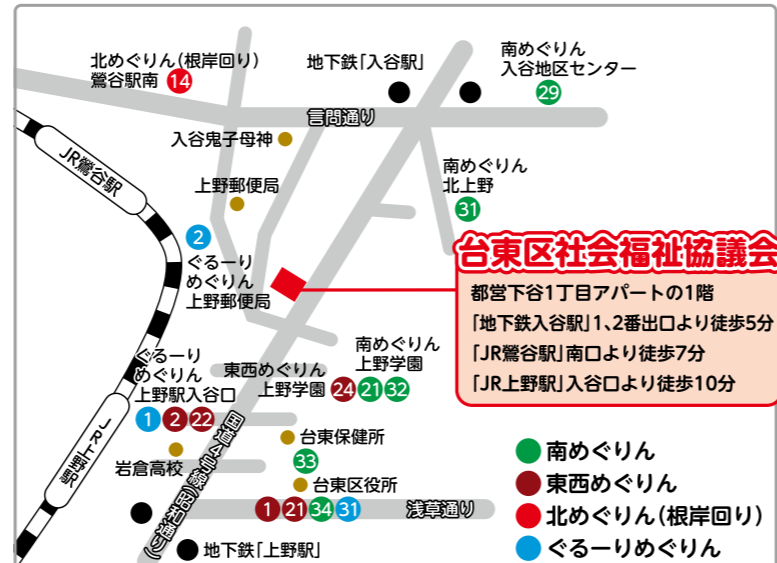 北めぐりん(根岸回り)
鶯谷駅南 14
地下鉄「入谷駅」
南めぐりん
入谷地区センター
29
言問通り
入谷鬼子母神
JR鶯谷駅
上野郵便局
南めぐりん
北上野
31
2
ぐるーり
めぐりん
上野郵便局
台東区社会福祉協議会
都営下谷1丁目アパートの1階
「地下鉄入谷駅」1、2番出口より徒歩5分
「JR鶯谷駅」南口より徒歩7分
「JR上野駅」入谷口より徒歩10分
ぐるーり
めぐりん
上野駅入谷口
1 2 22
東西めぐりん
上野学園
南めぐりん
上野学園
24 21 32
JR上野駅
国道4号線(昭和通り)
岩倉高校
台東保健所
33
台東区役所
1 21 34 31
浅草通り
地下鉄「上野駅」
南めぐりん
東西めぐりん
北めぐりん(根岸回り)
ぐるーりめぐりん